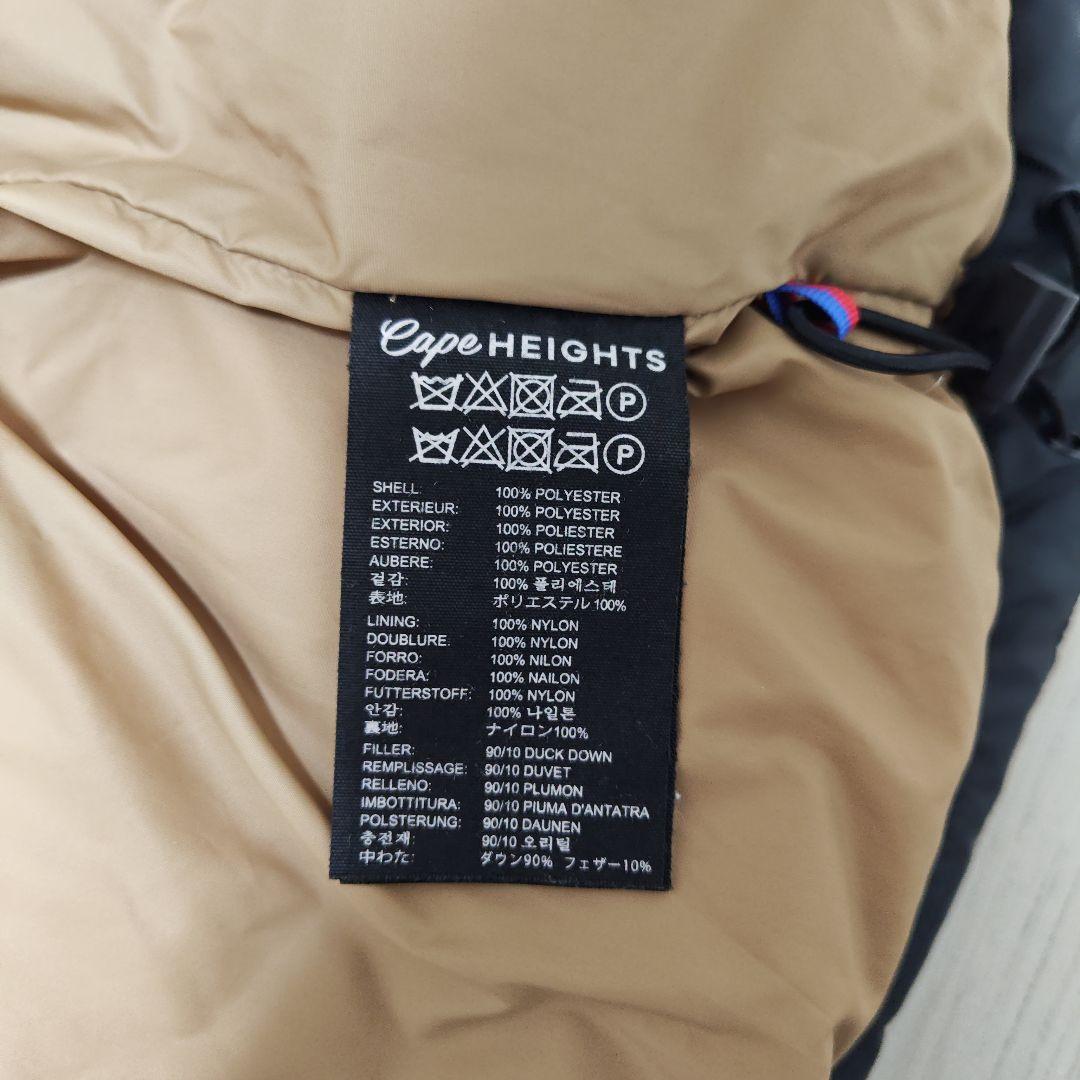 Cape HEIGHTS
P
P
SHELL: 100% POLYESTER
EXTERIEUR: 100% POLYESTER
EXTERIOR: 100% POLIESTER
ESTERNO: 100% POLIESTERE
AUBERE: 100% POLYESTER
겉감: 100% 폴리에스테
表地: ポリエステル 100%
LINING: 100% NYLON
DOUBLURE: 100% NYLON
FORRO: 100% NILON
FODERA: 100% NAILON
FUTTERSTOFF: 100% NYLON
안감: 100% 나일론
裏地: ナイロン100%
FILLER: 90/10 DUCK DOWN
REMPLISSAGE: 90/10 DUVET
RELLENO: 90/10 PLUMON
IMBOTTITURA: 90/10 PIUMA D'ANTATRA
POLSTERUNG: 90/10 DAUNEN
충전재: 90/10 오리털
中わた: ダウン90% フェザー10%